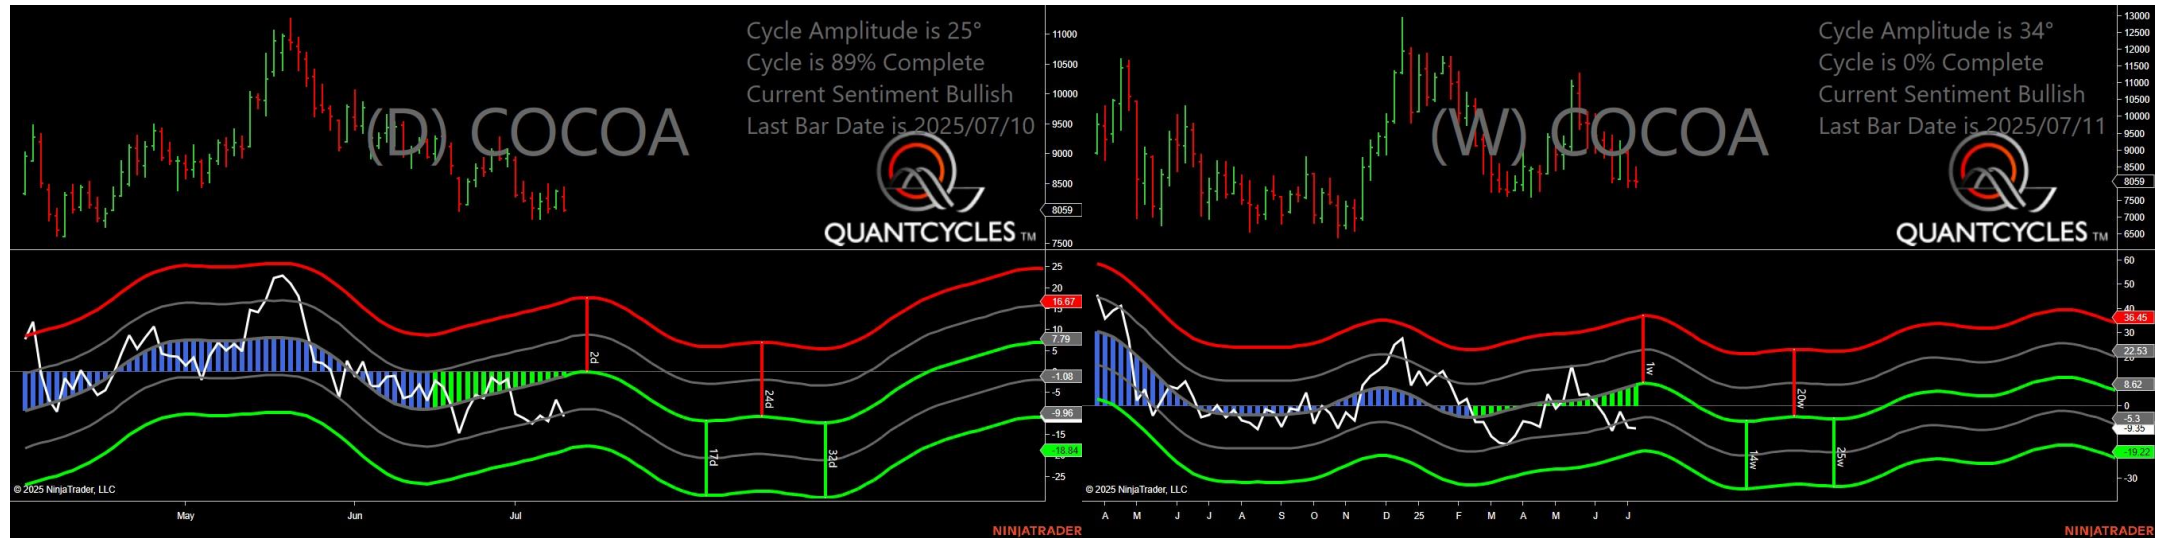 Cycle Amplitude is 25°
Cycle is 89% Complete
Current Sentiment Bullish
Last Bar Date is 2025/07/10
(D) COCOA
QUANTCYCLES TM
11000
10500
10000
9500
9000
8500
8059
7500
25
20
16.67
15
10
7.79
5
-1.08
-5
-9.96
-15
-18.84
-25
2d
24d
17d
32d
© 2025 NinjaTrader, LLC
May
Jun
Jul
NINJATRADER
Cycle Amplitude is 34°
Cycle is 0% Complete
Current Sentiment Bullish
Last Bar Date is 2025/07/11
(W) COCOA
QUANTCYCLES TM
13000
12500
12000
11500
11000
10500
10000
9500
9000
8500
8059
7500
7000
6500
60
50
40
36.45
30
22.53
20
8.62
0
-5.3
-9.35
-19.22
-30
1w
20w
14w
25w
© 2025 NinjaTrader, LLC
A M J J A S O N D 25 F M A M J J
NINJATRADER